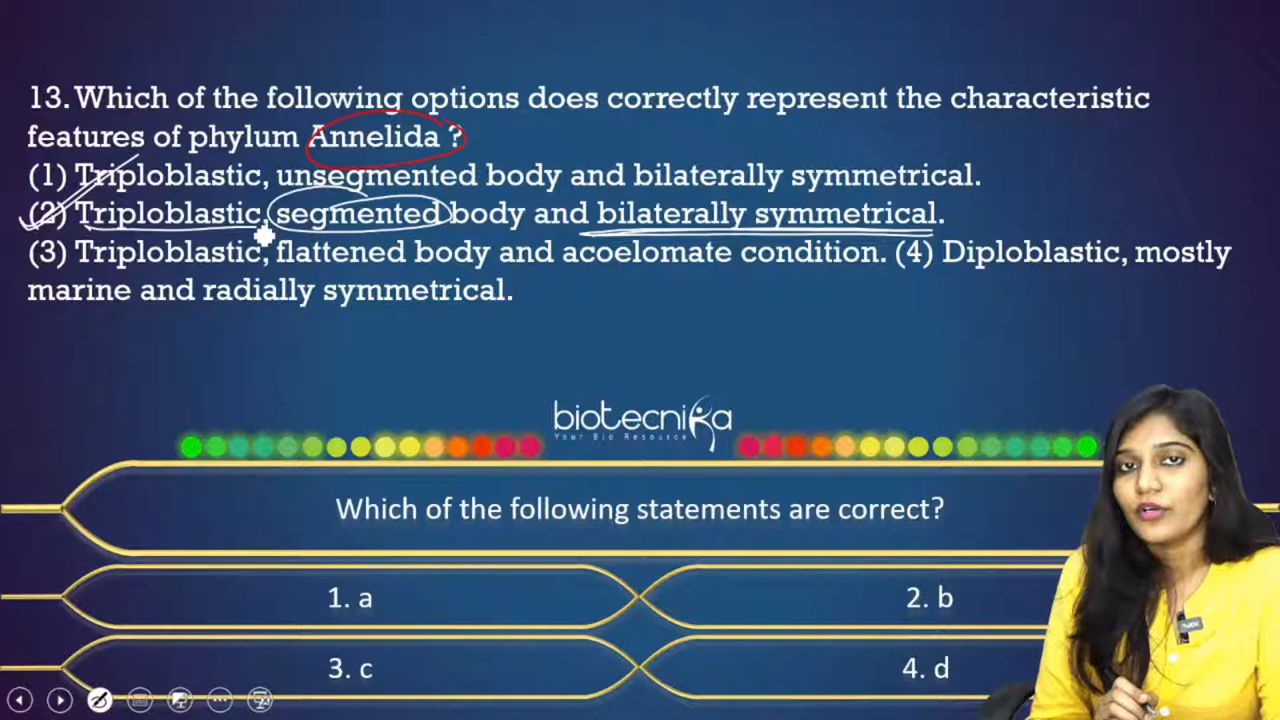 13. Which of the following options does correctly represent the characteristic
features of phylum Annelida ?
(1) Triploblastic, unsegmented body and bilaterally symmetrical.
(2) Triploblastic, segmented body and bilaterally symmetrical.
(3) Triploblastic, flattened body and acoelomate condition. (4) Diploblastic, mostly
marine and radially symmetrical.
biotecnika
Your Bio Resource
Which of the following statements are correct?
1. a
2. b
3. c
4. d